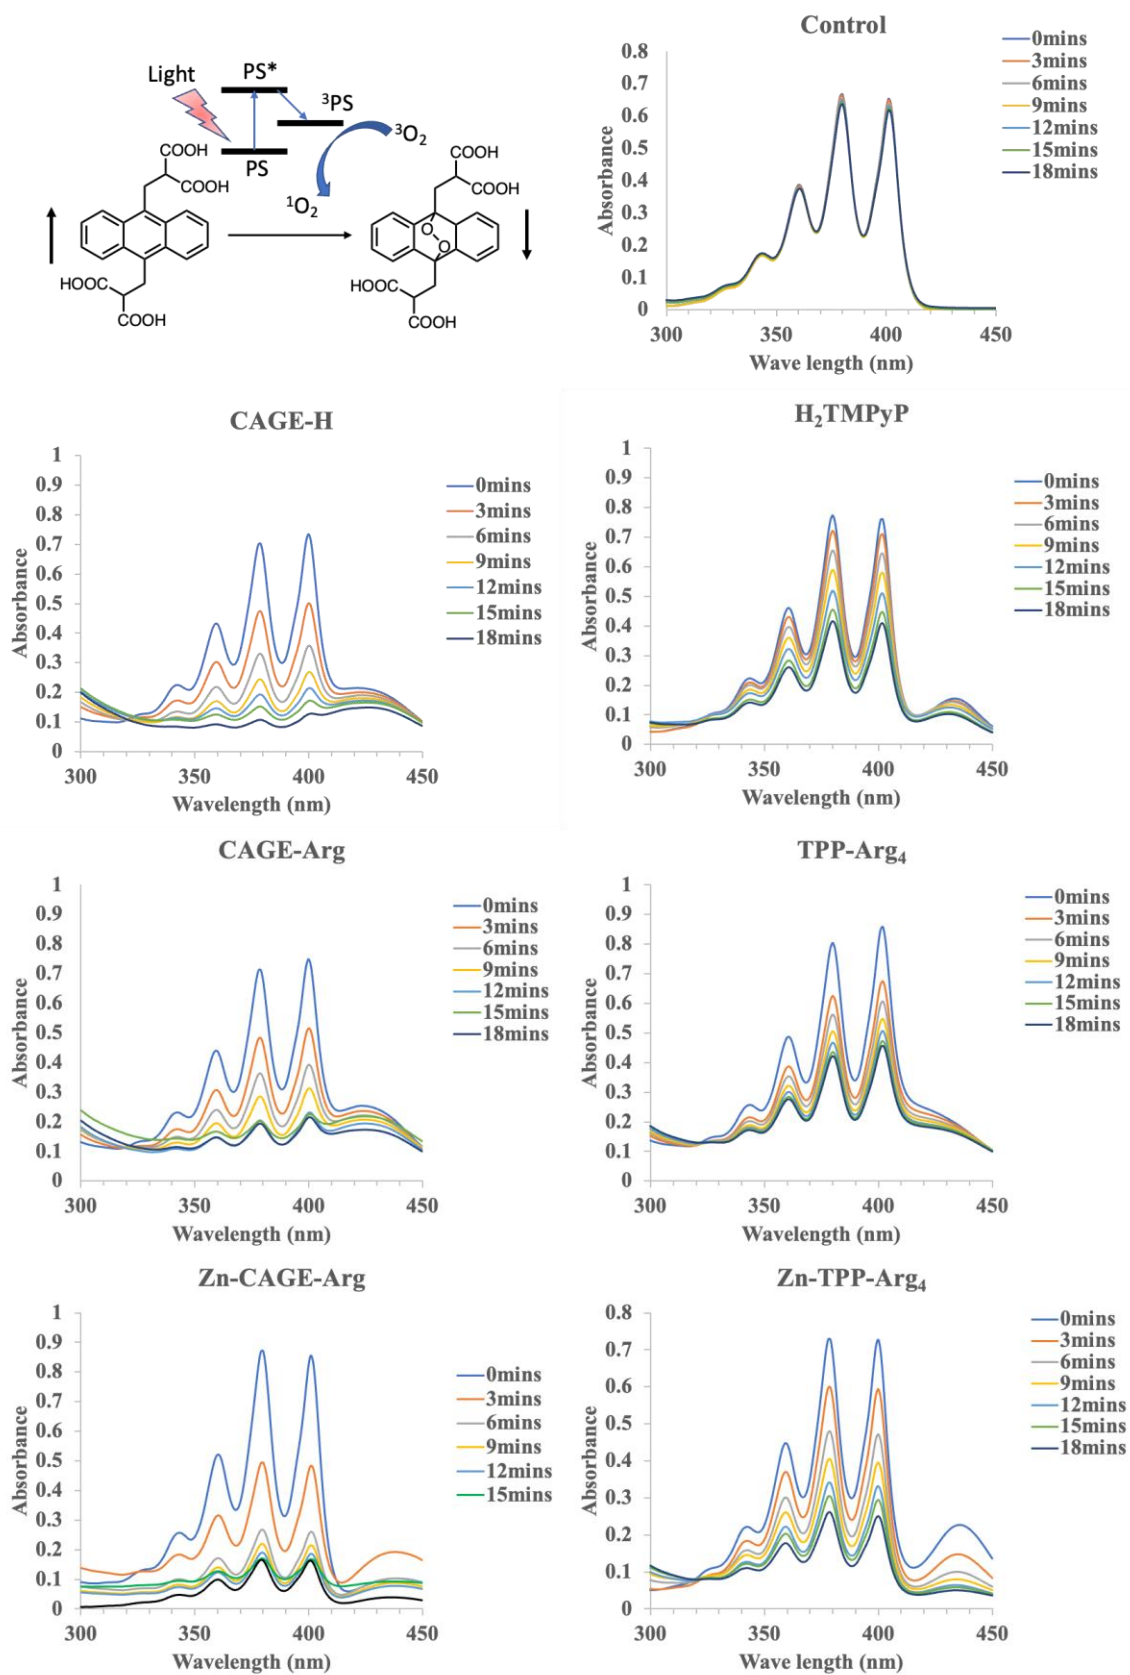 Light
PS*
³PS
³O₂
PS
¹O₂
COOH
COOH
HOOC
COOH
COOH
COOH
O
O
HOOC
COOH
Control
Absorbance
0.8
0.7
0.6
0.5
0.4
0.3
0.2
0.1
0
300 350 400 450
Wave length (nm)
0mins
3mins
6mins
9mins
12mins
15mins
18mins
CAGE-H
Absorbance
1
0.9
0.8
0.7
0.6
0.5
0.4
0.3
0.2
0.1
0
300 350 400 450
Wavelength (nm)
0mins
3mins
6mins
9mins
12mins
15mins
18mins
H₂TMPyP
Absorbance
1
0.9
0.8
0.7
0.6
0.5
0.4
0.3
0.2
0.1
0
300 350 400 450
Wavelength (nm)
0mins
3mins
6mins
9mins
12mins
15mins
18mins
CAGE-Arg
Absorbance
1
0.9
0.8
0.7
0.6
0.5
0.4
0.3
0.2
0.1
0
300 350 400 450
Wavelength (nm)
0mins
3mins
6mins
9mins
12mins
15mins
18mins
TPP-Arg₄
Absorbance
1
0.9
0.8
0.7
0.6
0.5
0.4
0.3
0.2
0.1
0
300 350 400 450
Wavelength (nm)
0mins
3mins
6mins
9mins
12mins
15mins
18mins
Zn-CAGE-Arg
Absorbance
1
0.9
0.8
0.7
0.6
0.5
0.4
0.3
0.2
0.1
0
300 350 400 450
Wavelength (nm)
0mins
3mins
6mins
9mins
12mins
15mins
Zn-TPP-Arg₄
Absorbance
0.8
0.7
0.6
0.5
0.4
0.3
0.2
0.1
0
300 350 400 450
Wave length (nm)
0mins
3mins
6mins
9mins
12mins
15mins
18mins